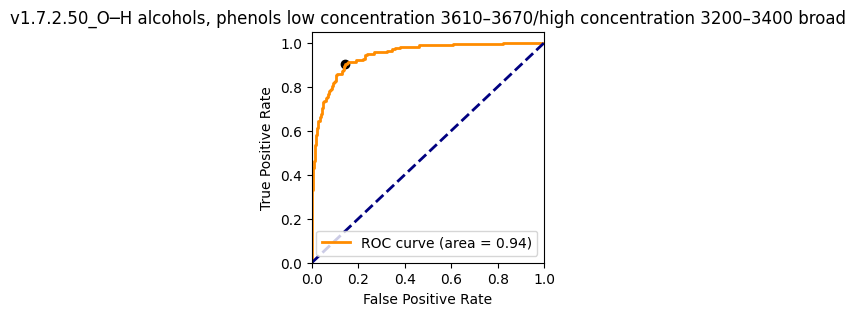 v1.7.2.50_O─H alcohols, phenols low concentration 3610–3670/high concentration 3200–3400 broad
1.0
0.8
0.6
0.4
0.2
0.0
True Positive Rate
ROC curve (area = 0.94)
0.0 0.2 0.4 0.6 0.8 1.0
False Positive Rate